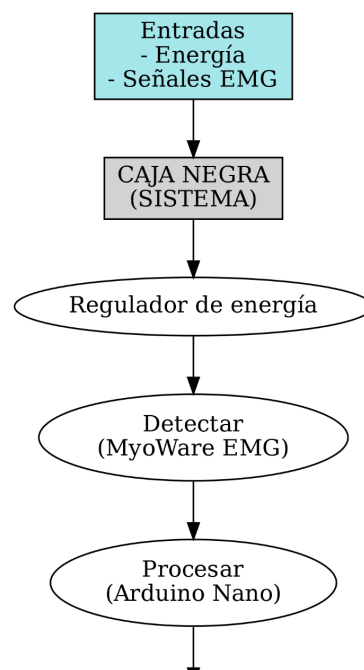 Entradas
- Energía
- Señales EMG
CAJA NEGRA
(SISTEMA)
Regulador de energía
Detectar
(MyoWare EMG)
Procesar
(Arduino Nano)